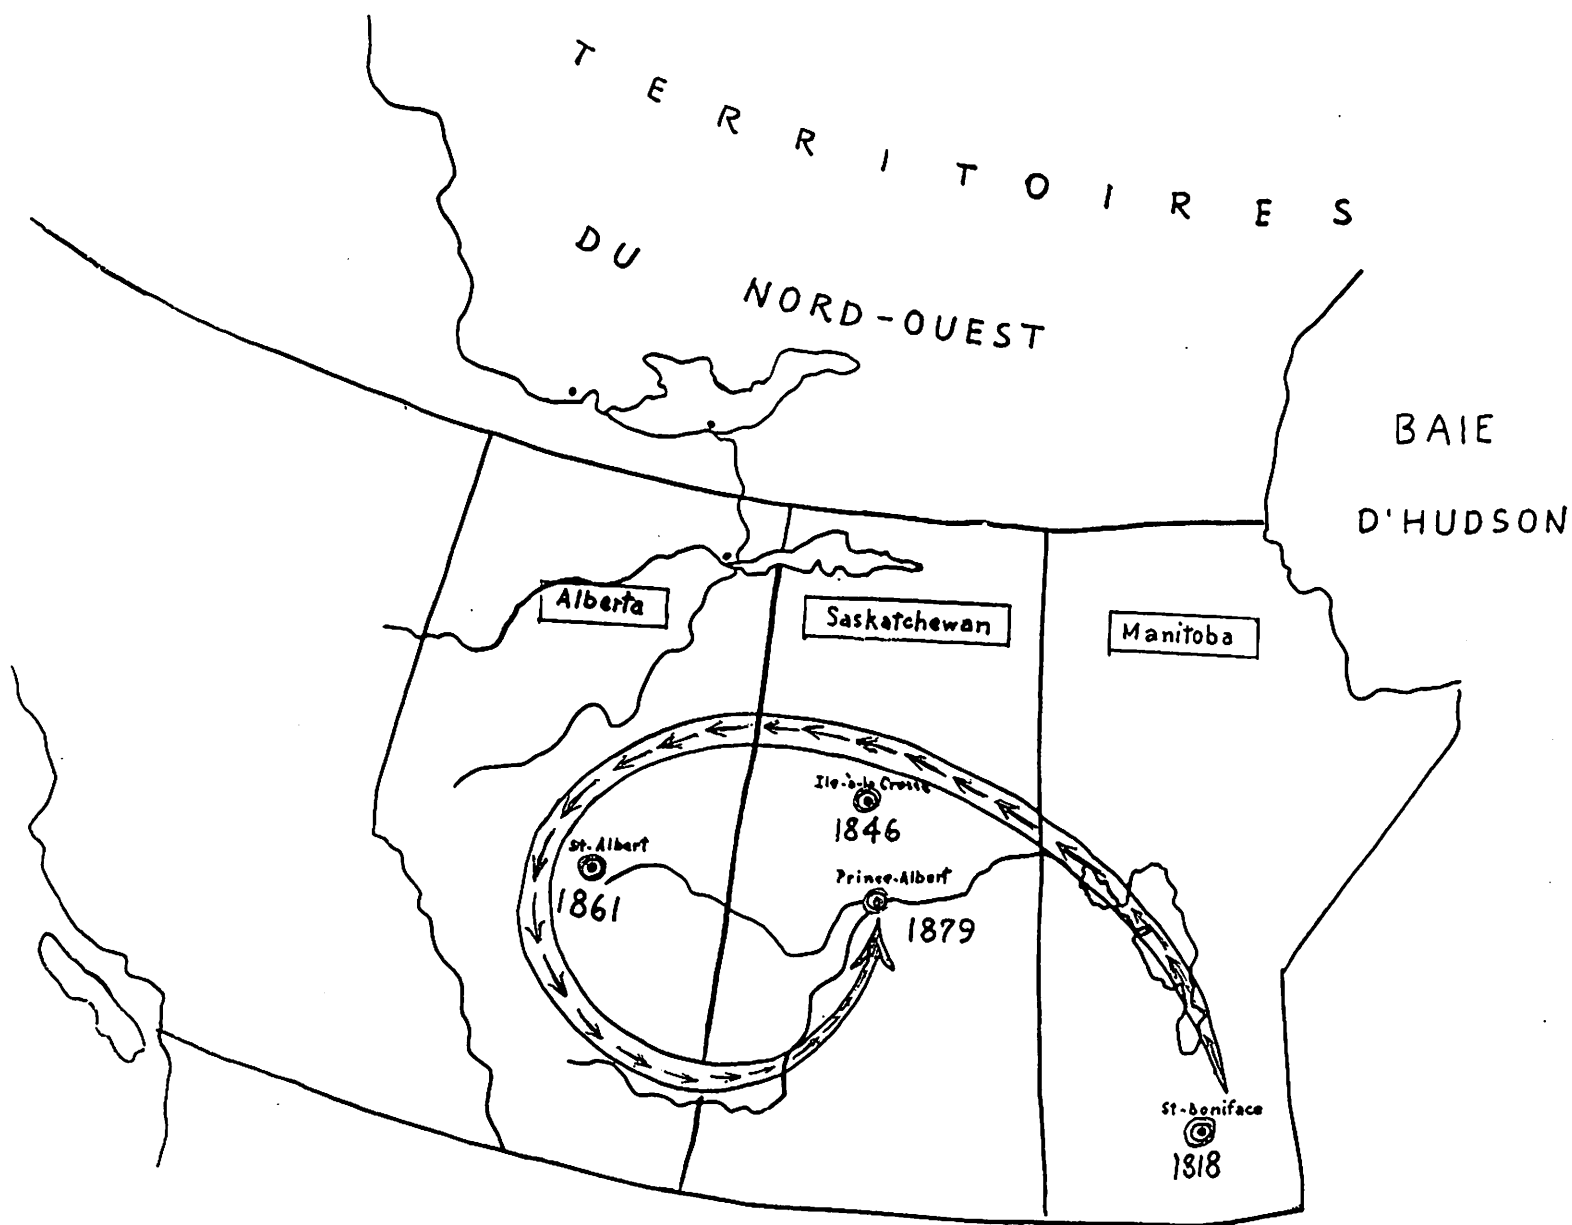 TERRITOIRES
DU NORD-OUEST
BAIE
D'HUDSON
Alberta
Saskatchewan
Manitoba
Ile-à-la Crosse
1846
St-Albert
1861
Prince-Albert
1879
St-Boniface
1818